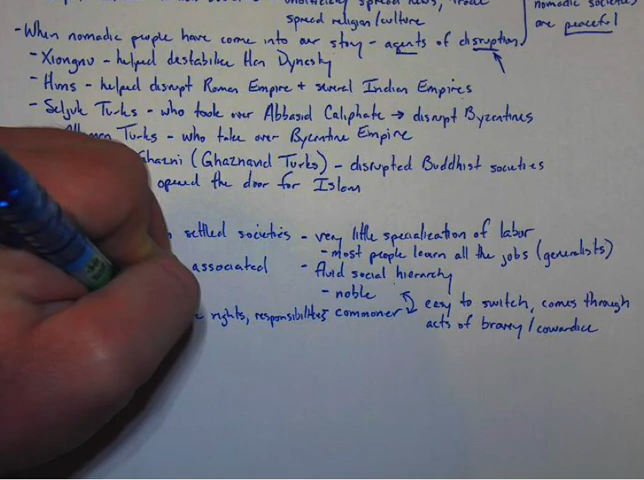 spread news, trade
spread religion/culture
nomadic societies
are peaceful
- When nomadic people have come into our story - agents of disruption
- Xiongnu - helped destabilize Han Dynasty
- Huns - helped disrupt Roman Empire + several Indian Empires
- Seljuk Turks - who took over Abbasid Caliphate → disrupt Byzantines
Turks - who take over Byzantine Empire
Ghazni (Ghaznavid Turks) - disrupted Buddhist societies
opened the door for Islam
settled societies - very little specialization of labor
- most people learn all the jobs (generalists)
associated - fluid social hierarchy
- noble
rights, responsibilities commoner easy to switch, comes through
acts of bravery/cowardice